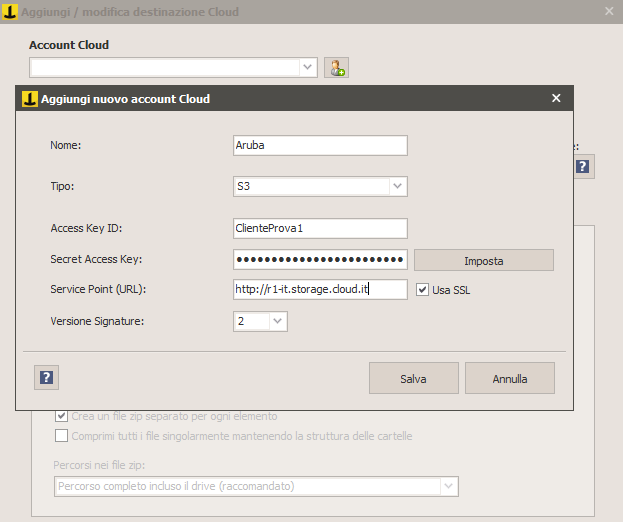 Aggiungi / modifica destinazione Cloud
Account Cloud
Aggiungi nuovo account Cloud
Nome: Aruba
Tipo: S3
Access Key ID: ClienteProva1
Secret Access Key: ••••••••••••••••••••••••• Imposta
Service Point (URL): http://r1-it.storage.cloud.it Usa SSL
Versione Signature: 2
? Salva Annulla
e: ?
Crea un file zip separato per ogni elemento
Comprimi tutti i file singolarmente mantenendo la struttura delle cartelle
Percorsi nei file zip:
Percorso completo incluso il drive (raccomandato)